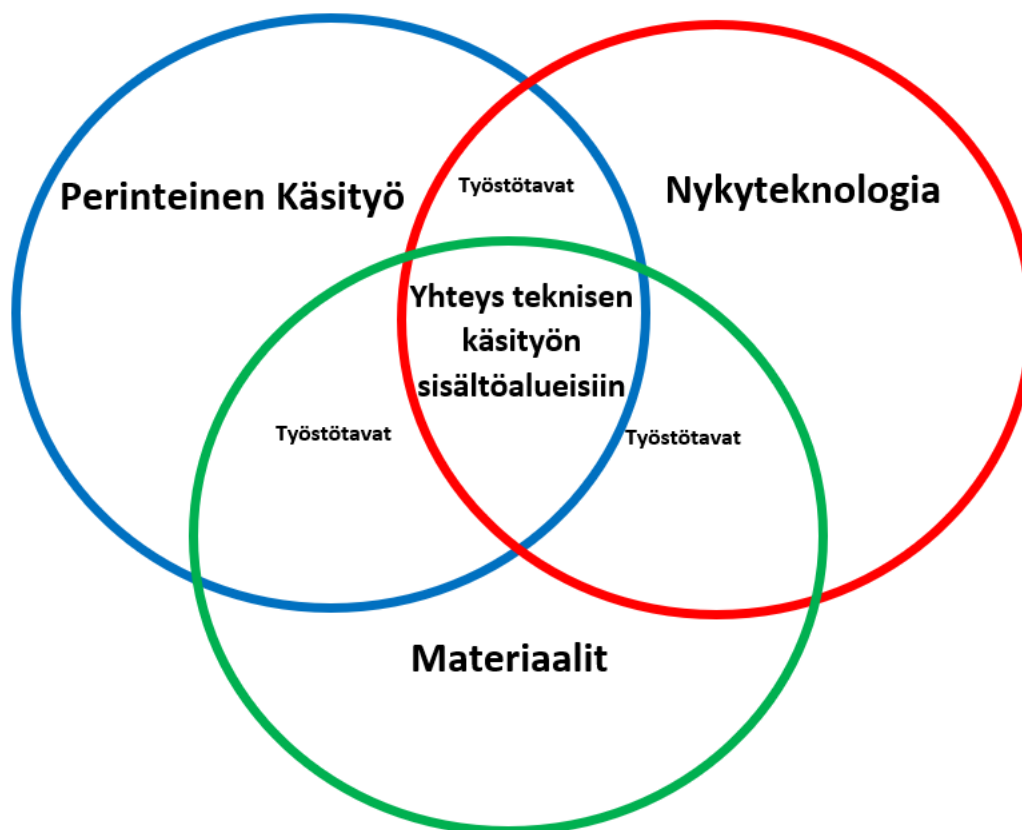 Perinteinen Käsityö
Työstötavat
Nykyteknologia
Yhteys teknisen
käsityön
sisältöalueisiin
Työstötavat
Työstötavat
Materiaalit